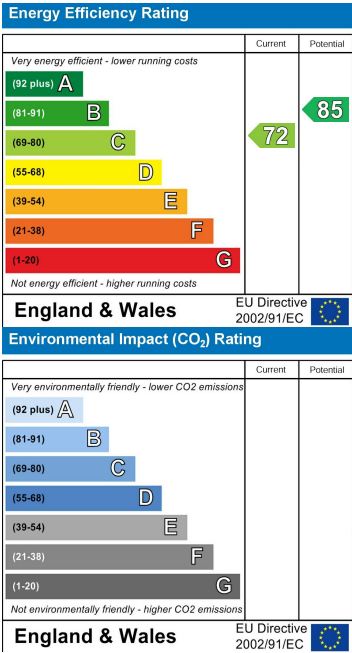 Energy Efficiency Rating
Current Potential
Very energy efficient - lower running costs
(92 plus) A
(81-91) B
85
(69-80) C
72
(55-68) D
(39-54) E
(21-38) F
(1-20) G
Not energy efficient - higher running costs
England & Wales
EU Directive
2002/91/EC
Environmental Impact (CO₂) Rating
Current Potential
Very environmentally friendly - lower CO2 emissions
(92 plus) A
(81-91) B
(69-80) C
(55-68) D
(39-54) E
(21-38) F
(1-20) G
Not environmentally friendly - higher CO2 emissions
England & Wales
EU Directive
2002/91/EC